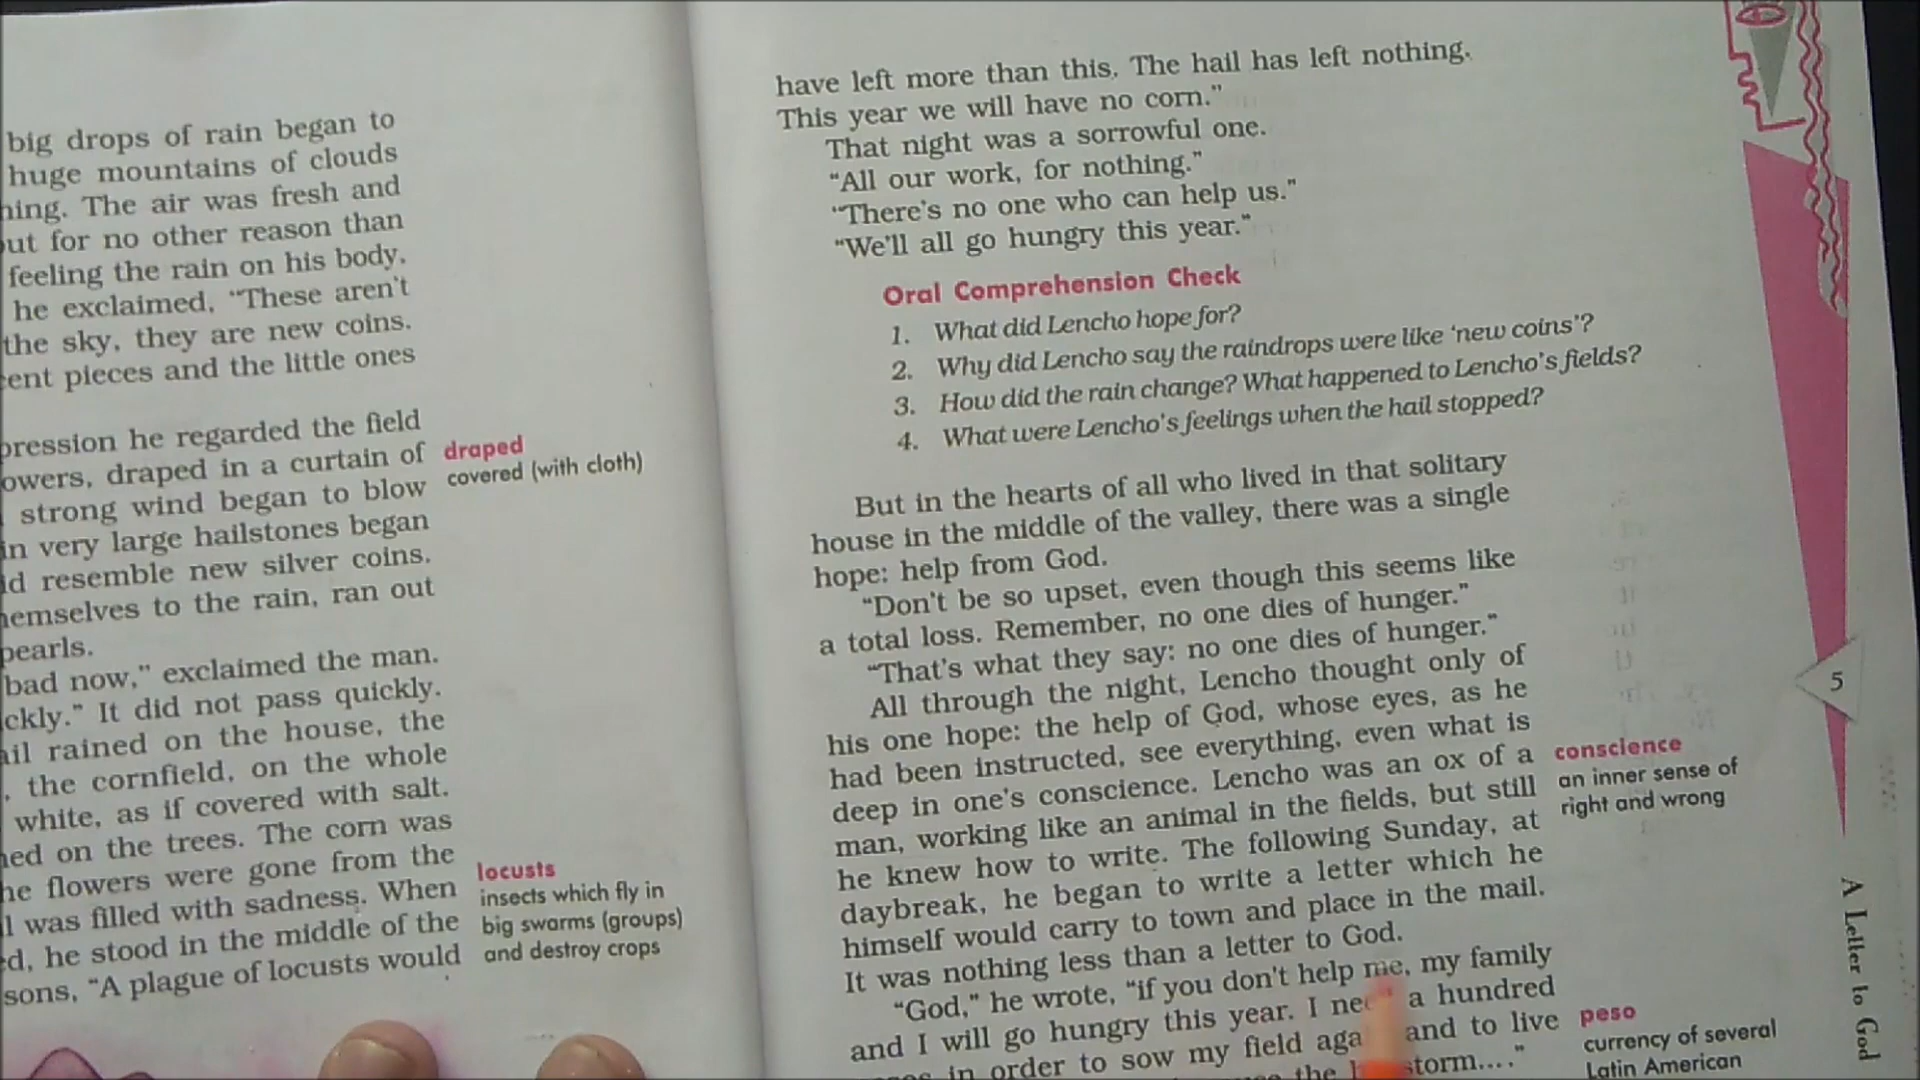 big drops of rain began to
huge mountains of clouds
The air was fresh and
for no other reason than
feeling the rain on his body,
he exclaimed, “These aren't
the sky, they are new coins.
pieces and the little ones
he regarded the field
draped in a curtain of
strong wind began to blow
very large hailstones began
resemble new silver coins.
to the rain, ran out
pearls.
bad now,” exclaimed the man.
It did not pass quickly.
rained on the house, the
the cornfield, on the whole
white, as if covered with salt.
on the trees. The corn was
flowers were gone from the
was filled with sadness. When
he stood in the middle of the
“A plague of locusts would
draped
covered (with cloth)
locusts
insects which fly in
big swarms (groups)
and destroy crops
have left more than this. The hail has left nothing.
This year we will have no corn.”
That night was a sorrowful one.
“All our work, for nothing.”
“There's no one who can help us.”
“We'll all go hungry this year.”
Oral Comprehension Check
1. What did Lencho hope for?
2. Why did Lencho say the raindrops were like ‘new coins’?
3. How did the rain change? What happened to Lencho's fields?
4. What were Lencho's feelings when the hail stopped?
But in the hearts of all who lived in that solitary
house in the middle of the valley, there was a single
hope: help from God.
“Don't be so upset, even though this seems like
a total loss. Remember, no one dies of hunger.”
“That's what they say: no one dies of hunger.”
All through the night, Lencho thought only of
his one hope: the help of God, whose eyes, as he
had been instructed, see everything, even what is
deep in one's conscience. Lencho was an ox of a
man, working like an animal in the fields, but still
he knew how to write. The following Sunday, at
daybreak, he began to write a letter which he
himself would carry to town and place in the mail.
It was nothing less than a letter to God.
“God,” he wrote, “if you don't help me, my family
and I will go hungry this year. I a hundred
in order to sow my field and to live
the
conscience
an inner sense of
right and wrong
peso
currency of several
Latin American
5
A Letter to God